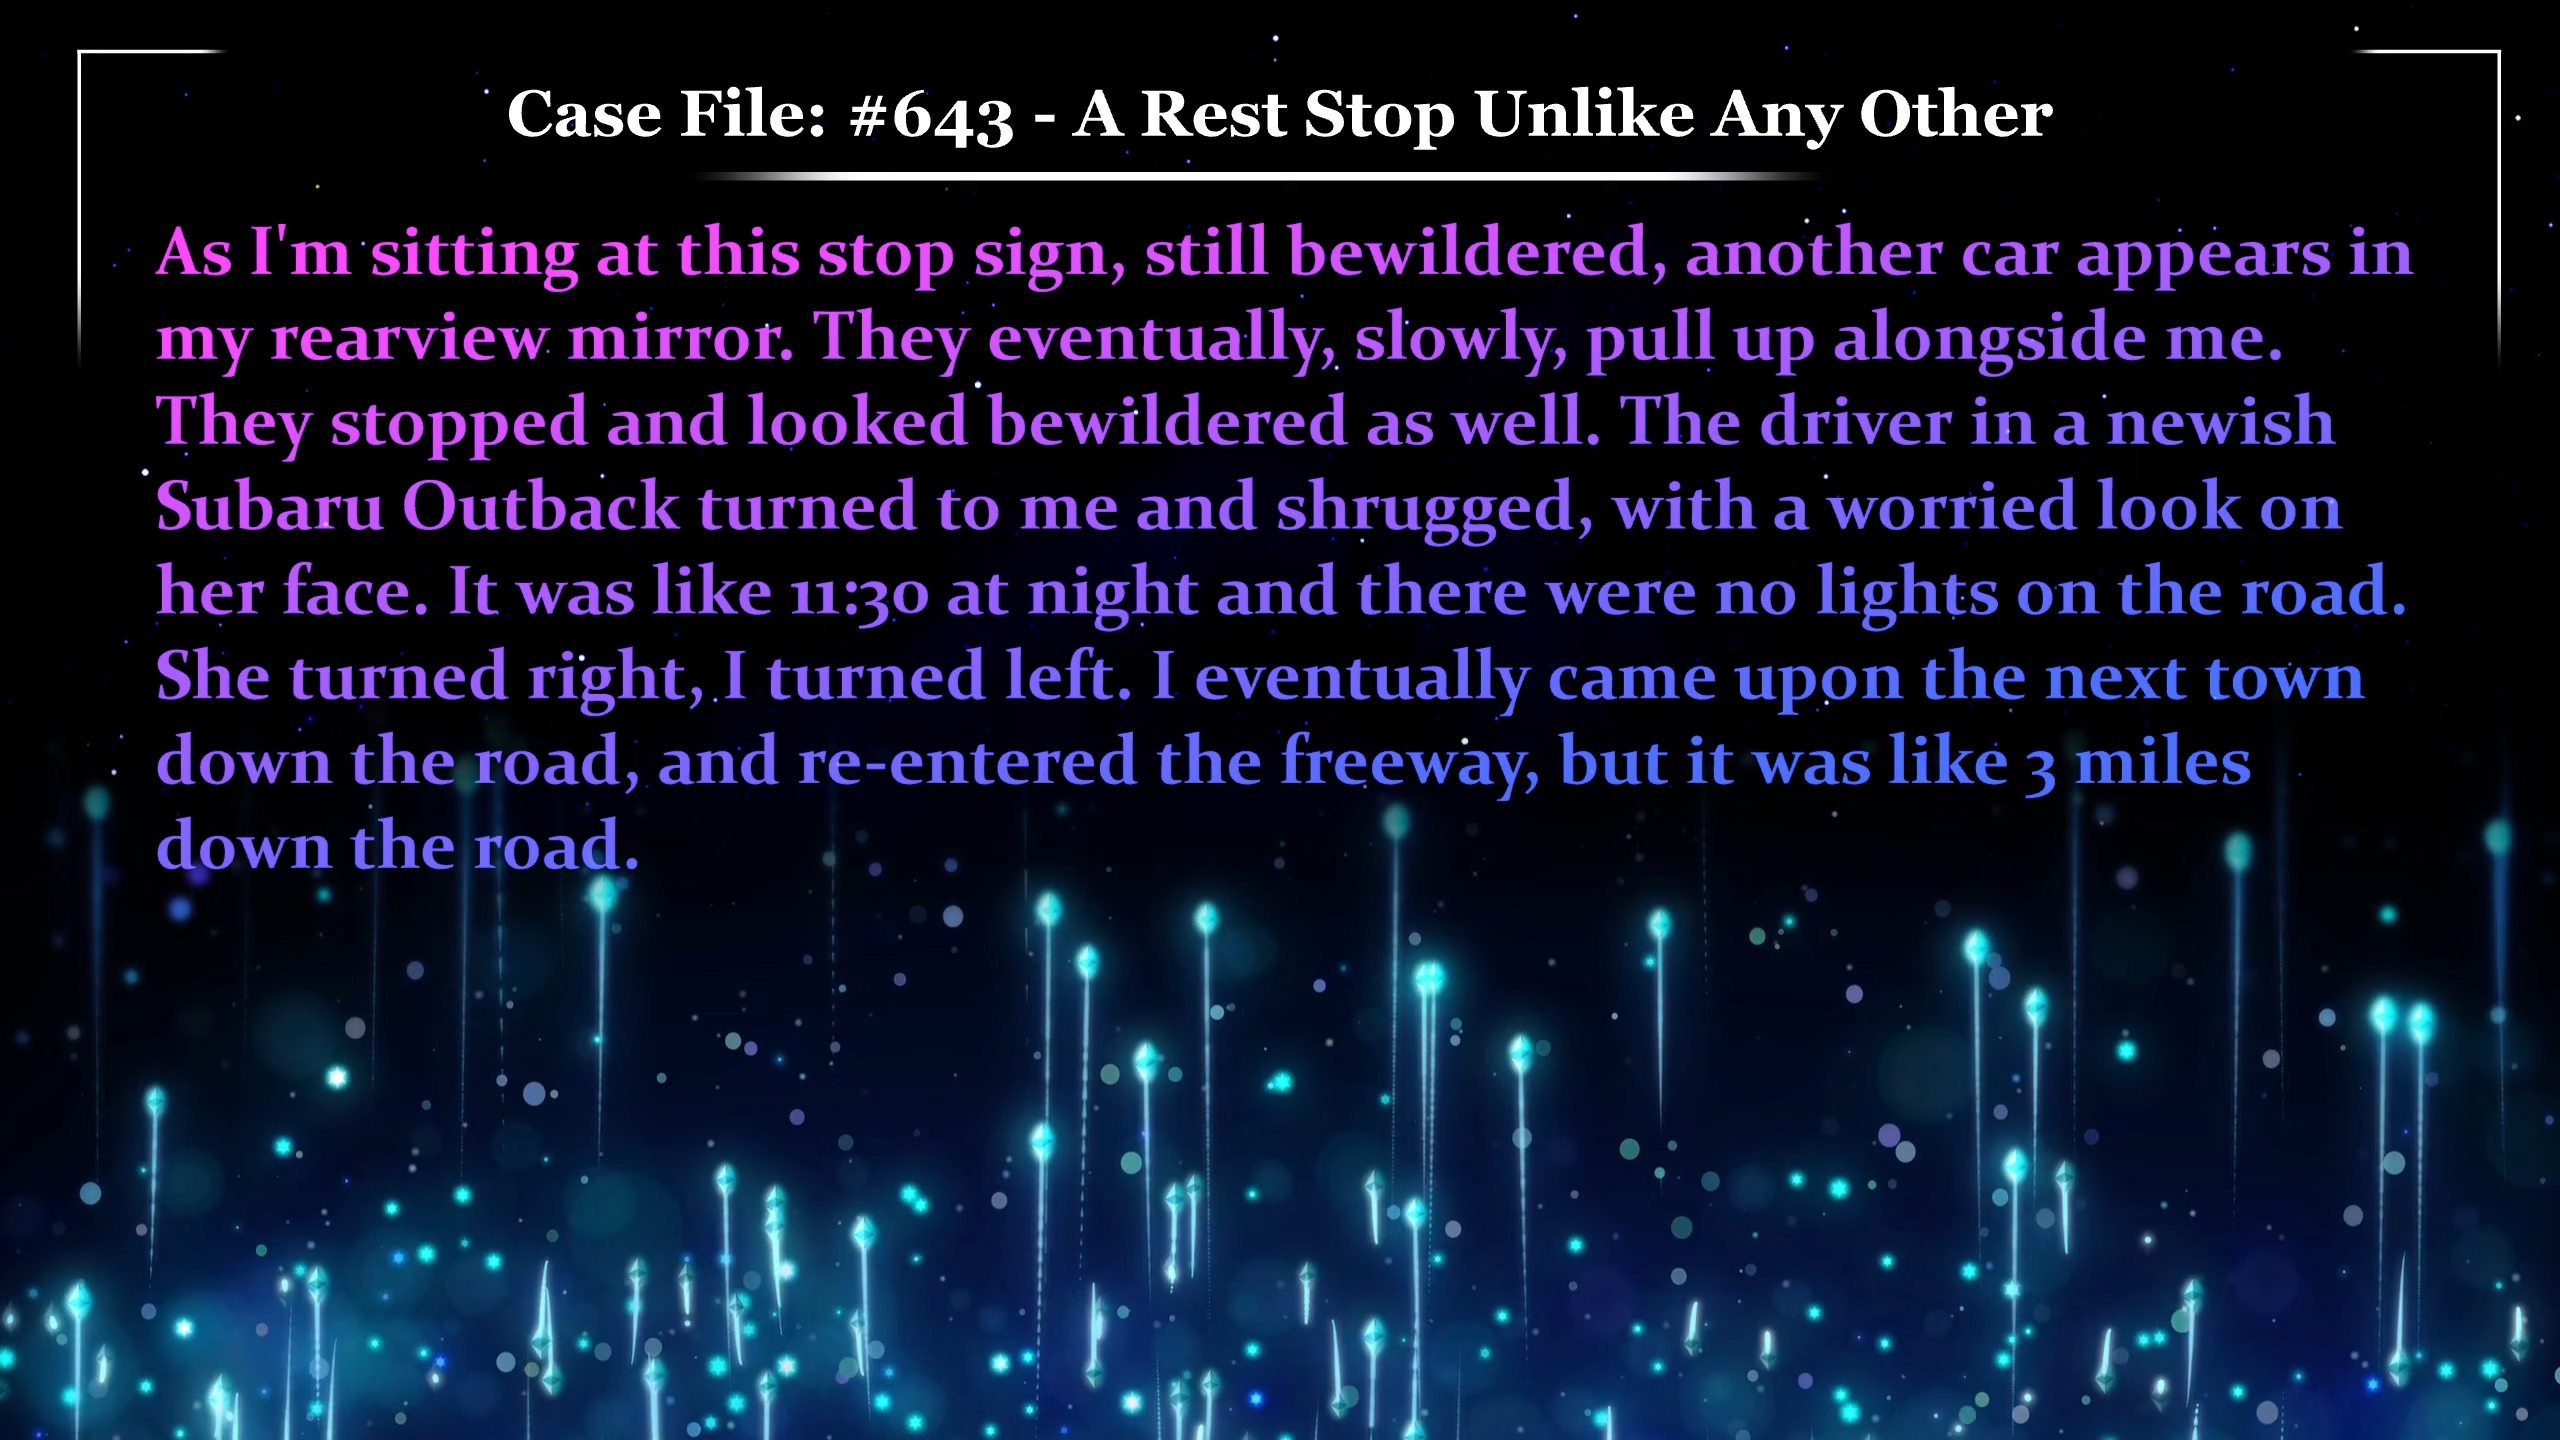 Case File: #643 - A Rest Stop Unlike Any Other
As I'm sitting at this stop sign, still bewildered, another car appears in
my rearview mirror. They eventually, slowly, pull up alongside me.
They stopped and looked bewildered as well. The driver in a newish
Subaru Outback turned to me and shrugged, with a worried look on
her face. It was like 11:30 at night and there were no lights on the road.
She turned right, I turned left. I eventually came upon the next town
down the road, and re-entered the freeway, but it was like 3 miles
down the road.